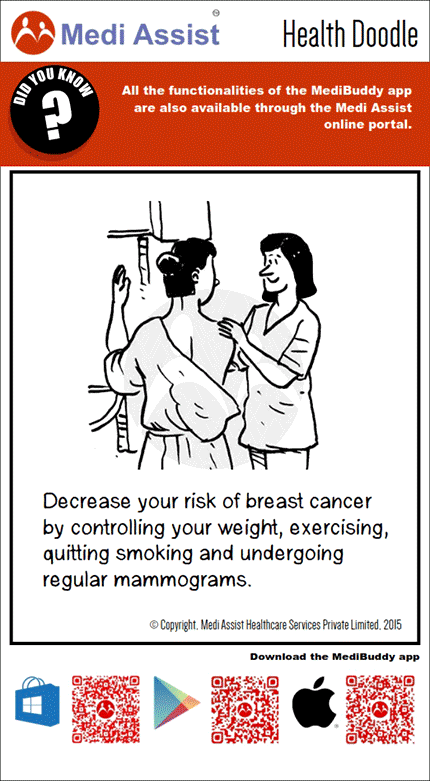 Medi Assist
Health Doodle
DID YOU KNOW
?
All the functionalities of the MediBuddy app
are also available through the Medi Assist
online portal.
Decrease your risk of breast cancer
by controlling your weight, exercising,
quitting smoking and undergoing
regular mammograms.
© Copyright. Medi Assist Healthcare Services Private Limited. 2015
Download the MediBuddy app